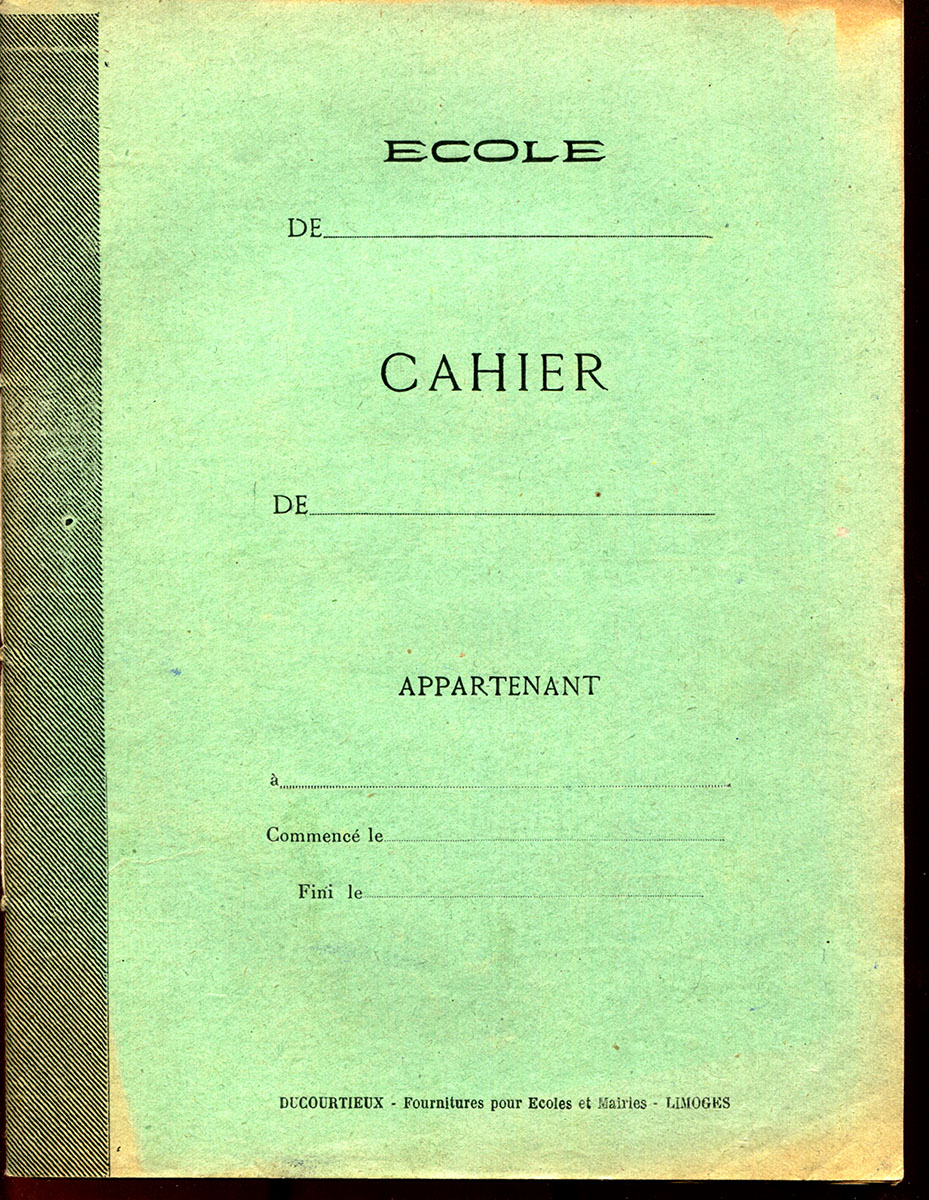 ECOLE
DE
CAHIER
DE
APPARTENANT
à
Commencé le
Fini le
DUCOURTIEUX - Fournitures pour Ecoles et Mairies - LIMOGES